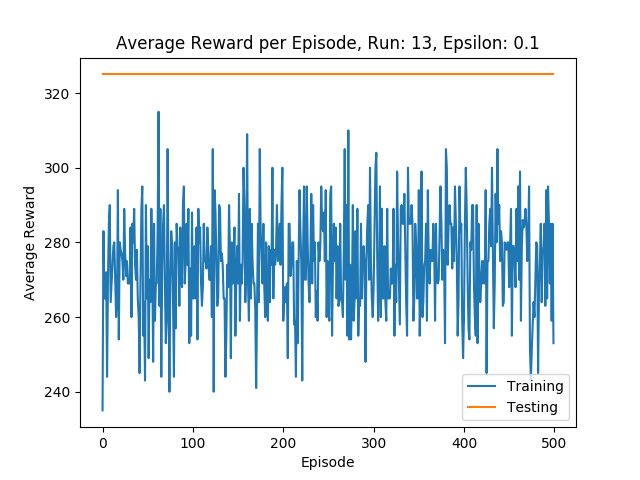 Average Reward per Episode, Run: 13, Epsilon: 0.1
Average Reward
320
300
280
260
240
0
100
200
300
400
500
Episode
Training
Testing